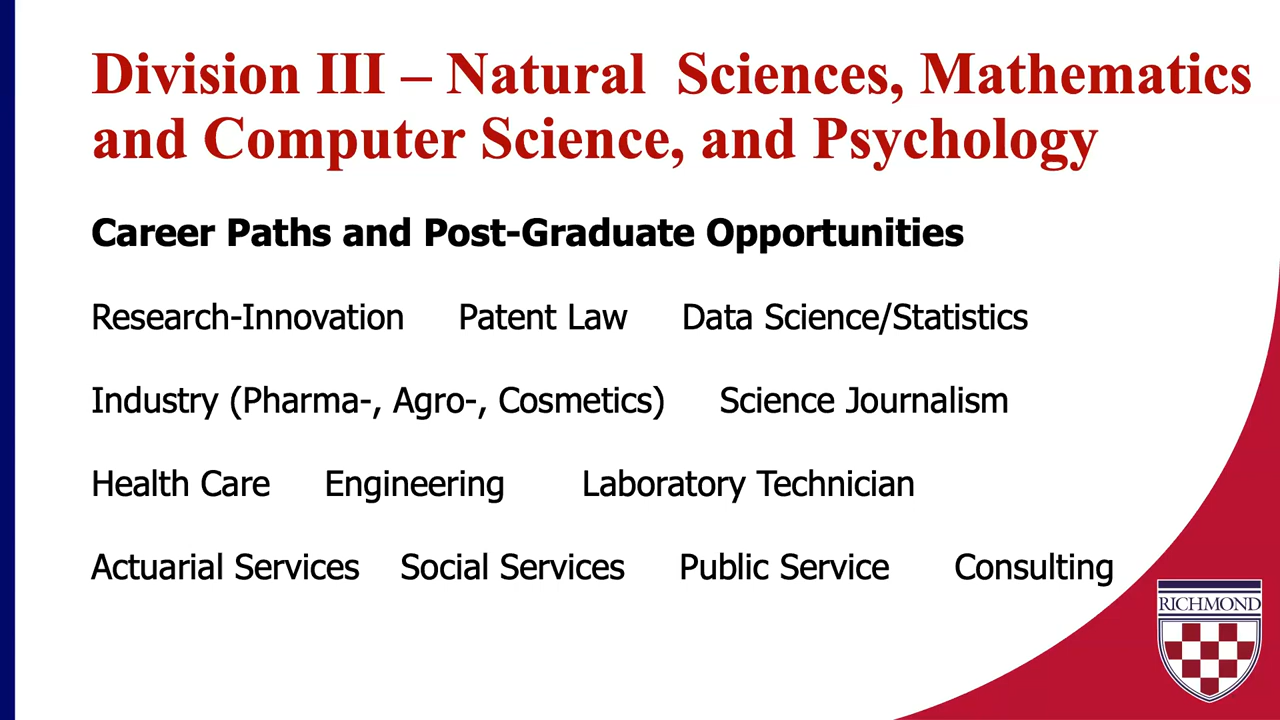 Division III – Natural Sciences, Mathematics
and Computer Science, and Psychology
Career Paths and Post-Graduate Opportunities
Research-Innovation Patent Law Data Science/Statistics
Industry (Pharma-, Agro-, Cosmetics) Science Journalism
Health Care Engineering Laboratory Technician
Actuarial Services Social Services Public Service Consulting
RICHMOND